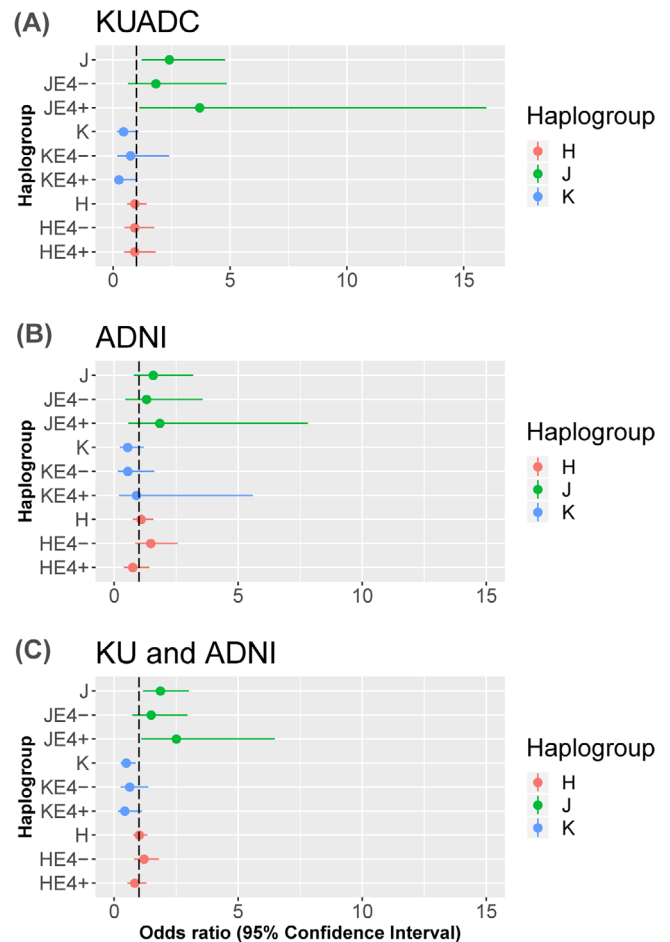 (A) KUADC
J
JE4−
JE4+
K
KE4−
KE4+
H
HE4−
HE4+
Haplogroup
0 5 10 15
Haplogroup
H
J
K
(B) ADNI
J
JE4−
JE4+
K
KE4−
KE4+
H
HE4−
HE4+
Haplogroup
0 5 10 15
Haplogroup
H
J
K
(C) KU and ADNI
J
JE4−
JE4+
K
KE4−
KE4+
H
HE4−
HE4+
Haplogroup
0 5 10 15
Odds ratio (95% Confidence Interval)
Haplogroup
H
J
K